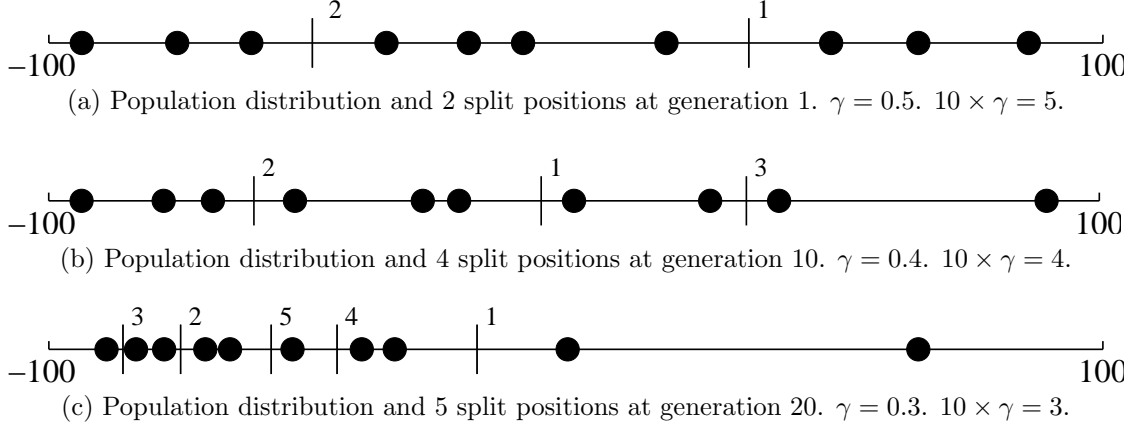 2 1
–100 100
(a) Population distribution and 2 split positions at generation 1. γ = 0.5. 10 × γ = 5.
2 1 3
–100 100
(b) Population distribution and 4 split positions at generation 10. γ = 0.4. 10 × γ = 4.
3 2 5 4 1
–100 100
(c) Population distribution and 5 split positions at generation 20. γ = 0.3. 10 × γ = 3.